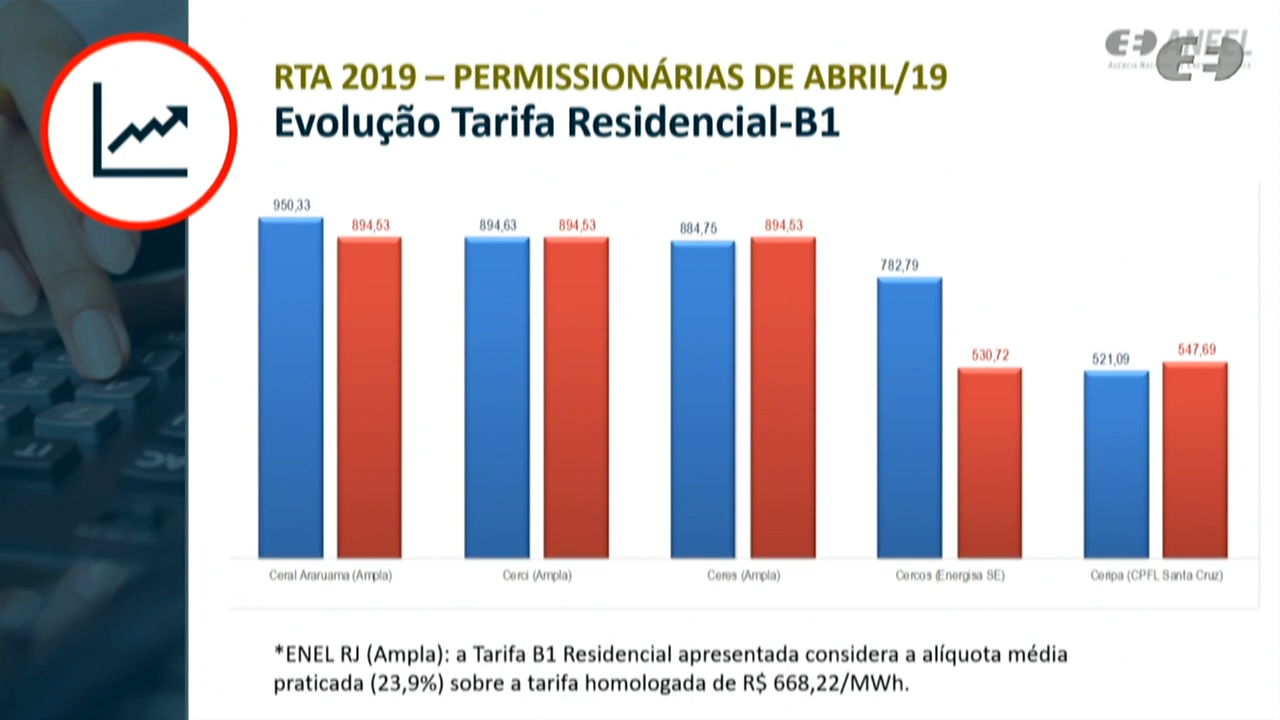 RTA 2019 – PERMISSIONÁRIAS DE ABRIL/19
Evolução Tarifa Residencial-B1
950,33
894,53
894,63
894,53
884,75
894,53
782,79
530,72
521,09
547,69
Ceral Araruama (Ampla)
Cerci (Ampla)
Ceres (Ampla)
Cercos (Energisa SE)
Ceripa (CPFL Santa Cruz)
*ENEL RJ (Ampla): a Tarifa B1 Residencial apresentada considera a alíquota média
praticada (23,9%) sobre a tarifa homologada de R$ 668,22/MWh.